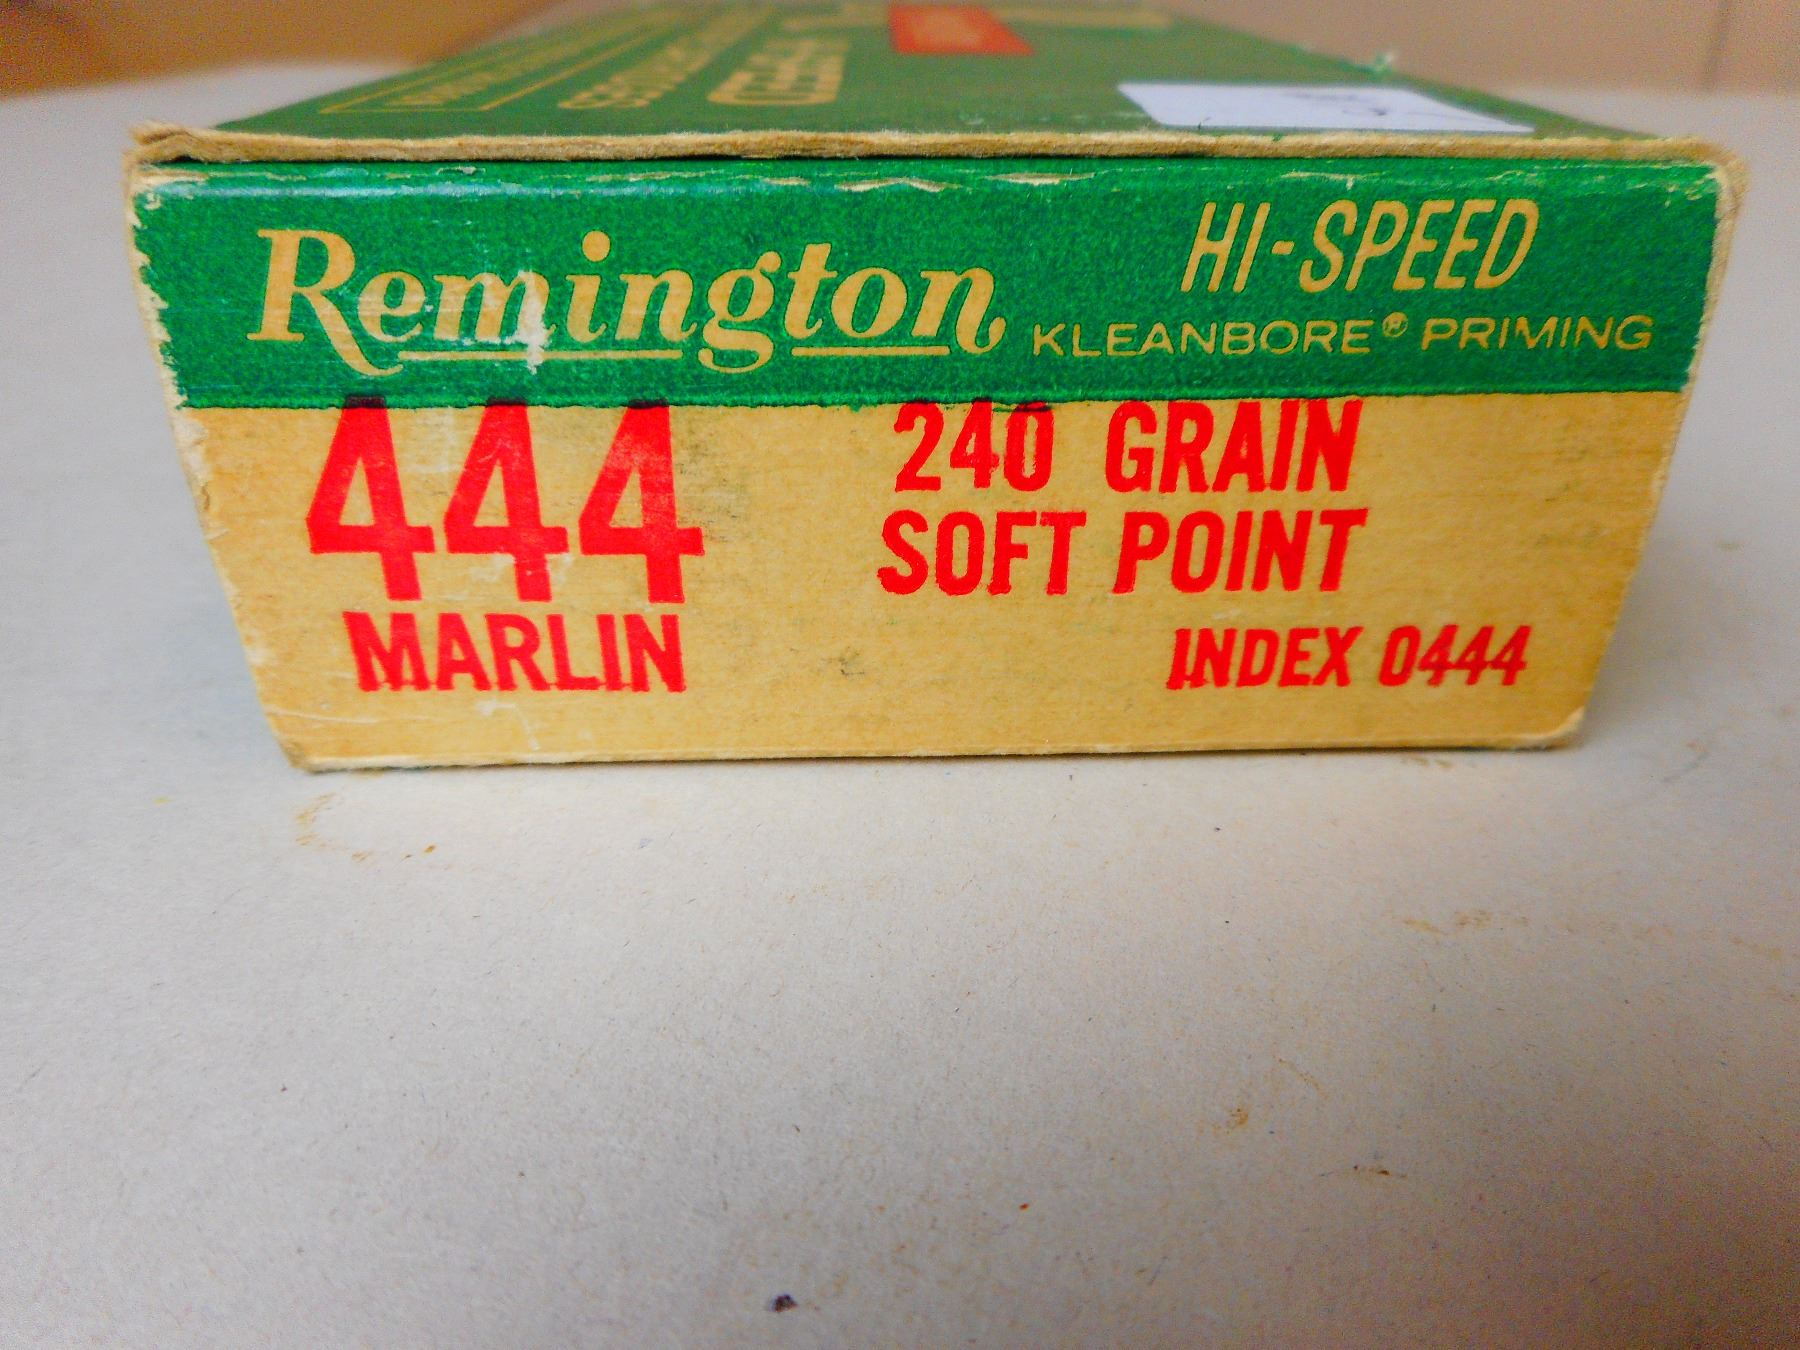 Remington
HI-SPEED
KLEANBORE® PRIMING
444
MARLIN
240 GRAIN
SOFT POINT
INDEX 0444